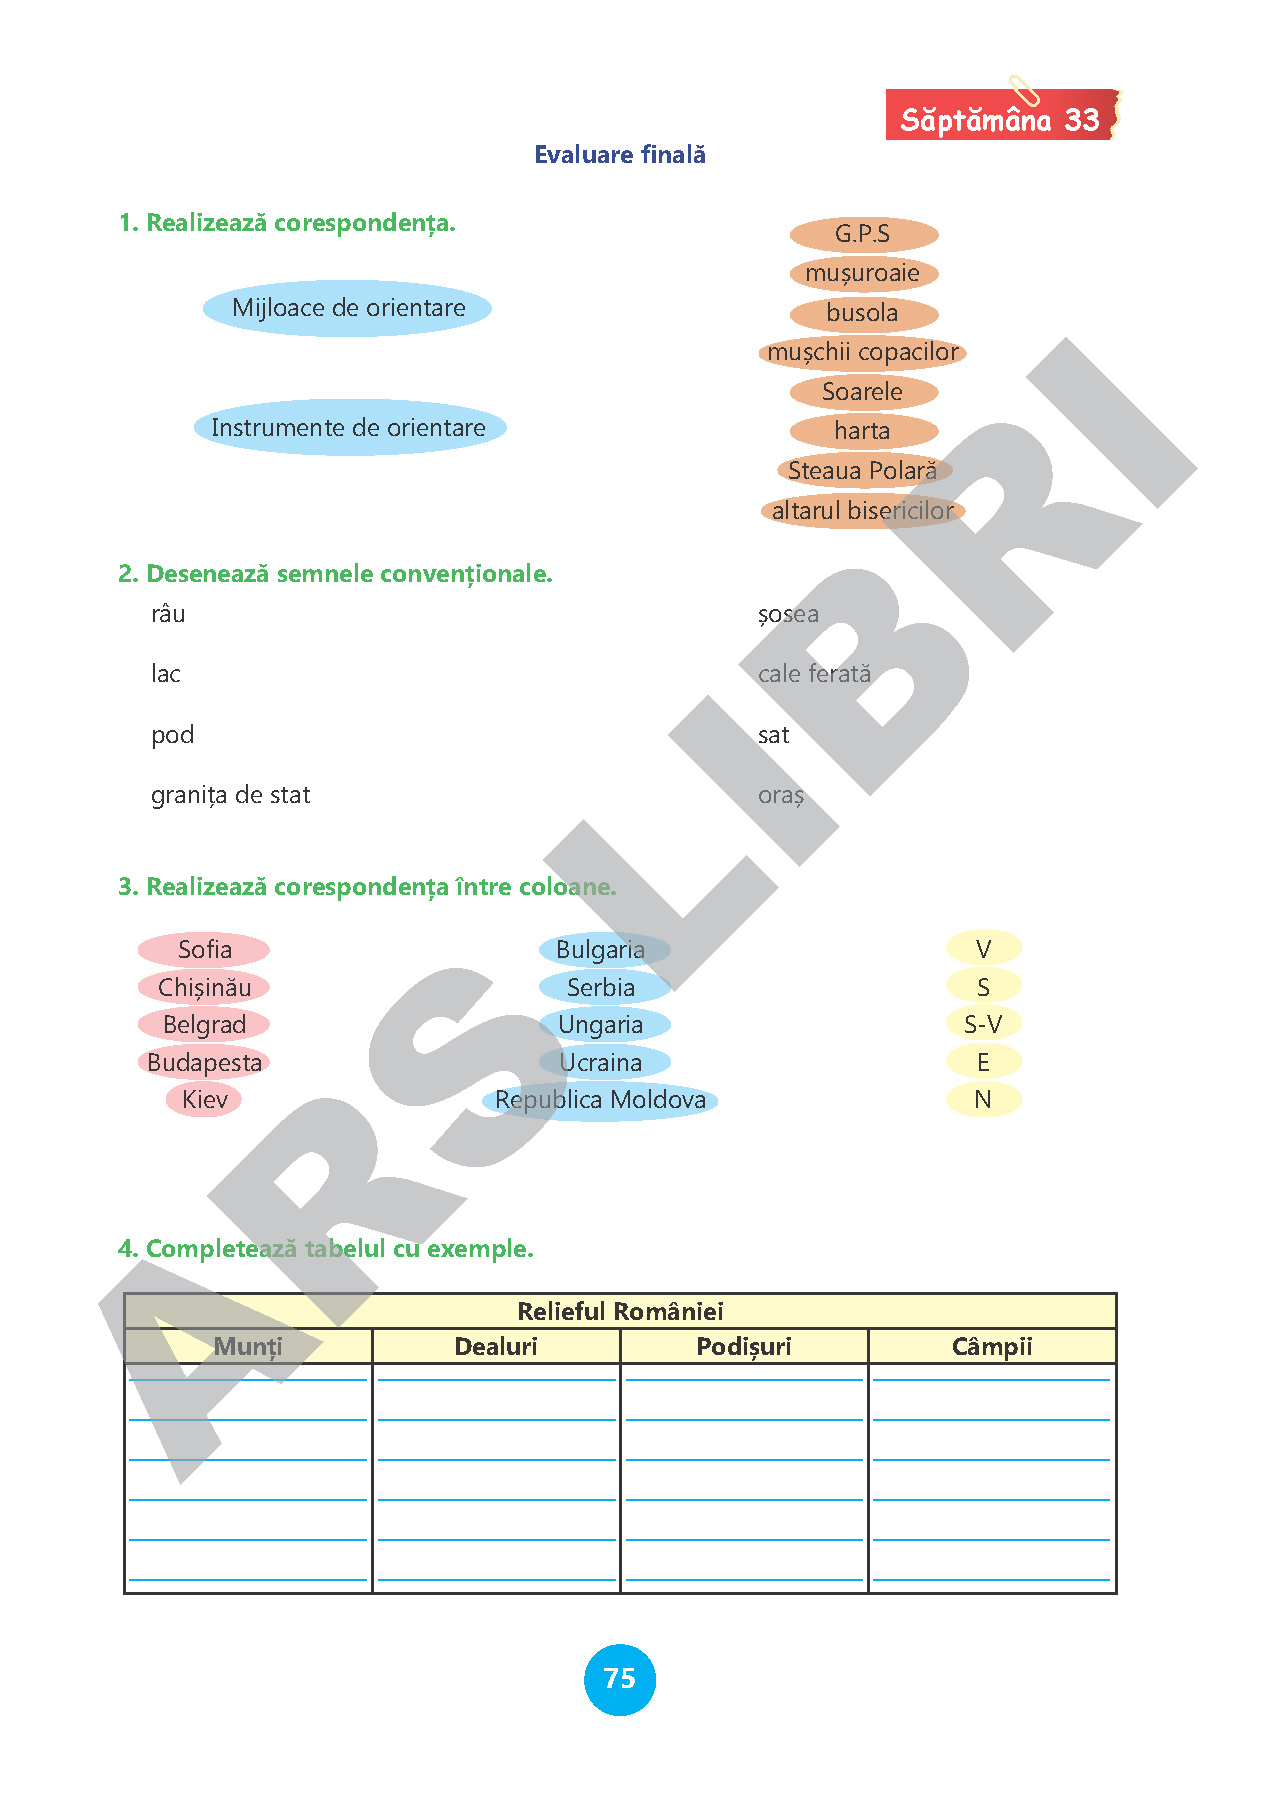 Săptămâna 33
Evaluare finală
1. Realizează corespondența.
G.P.S
mușuroaie
Mijloace de orientare
busola
mușchii copacilor
Soarele
Instrumente de orientare
harta
Steaua Polară
altarul bisericilor
2. Desenează semnele convenționale.
râu șosea
lac cale ferată
pod sat
granița de stat oraș
3. Realizează corespondența între coloane.
Sofia Bulgaria V
Chișinău Serbia S
Belgrad Ungaria S-V
Budapesta Ucraina E
Kiev Republica Moldova N
4. Completează tabelul cu exemple.
Relieful României
Munți Dealuri Podișuri Câmpii
75
ARS LIBRI